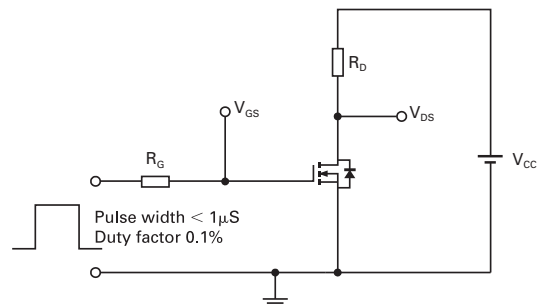 R_D
V_GS
V_DS
R_G
V_CC
Pulse width < 1μS
Duty factor 0.1%